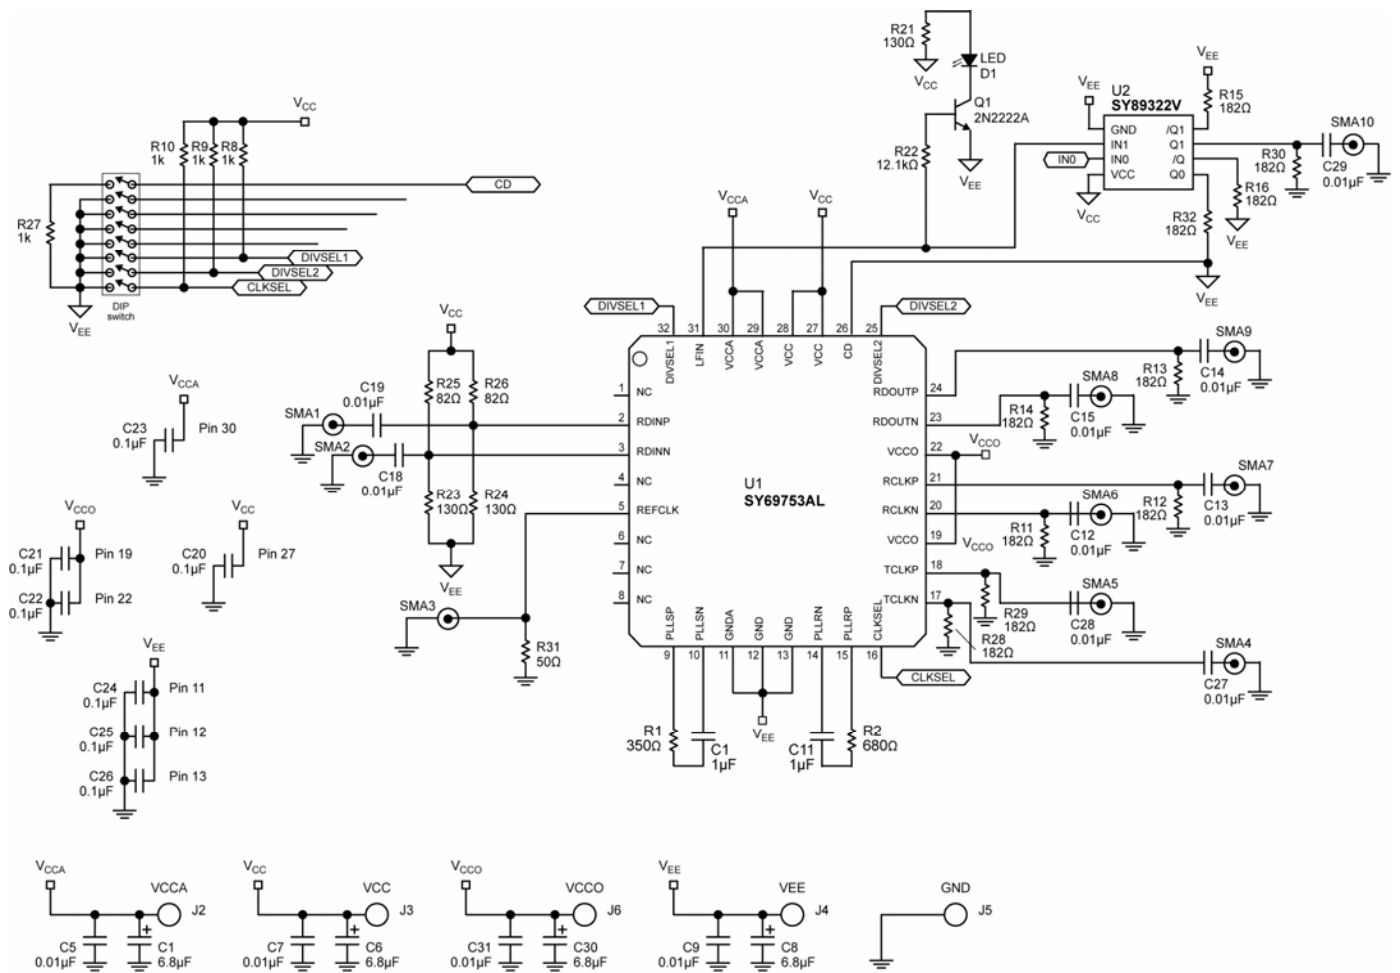 R21
130Ω
VCC
LED
D1
Q1
2N2222A
R22
12.1kΩ
VEE
VEE
U2
SY89322V
GND
IN1
IN0
VCC
/Q1
Q1
/Q
Q0
IN0
VCC
VEE
R15
182Ω
SMA10
R30
182Ω
C29
0.01µF
R16
182Ω
VEE
R32
182Ω
VEE
VCC
R10
1k
R9
1k
R8
1k
CD
R27
1k
DIVSEL1
DIVSEL2
CLKSEL
DIP
switch
VEE
VCCA
VCC
DIVSEL1
DIVSEL2
32
31
30
29
28
27
26
25
DIVSEL1
LFIN
VCCA
VCCA
VCC
VCC
CD
DIVSEL2
1 NC
2 RDINP
3 RDINN
4 NC
5 REFCLK
6 NC
7 NC
8 NC
U1
SY69753AL
RDOUTP 24
RDOUTN 23
VCCO 22
RCLKP 21
RCLKN 20
VCCO 19
TCLKP 18
TCLKN 17
PLLSP
PLLSN
GNDA
GND
GND
PLLRN
PLLRP
CLKSEL
9
10
11
12
13
14
15
16
CLKSEL
VCC
R25
82Ω
R26
82Ω
C19
0.01µF
SMA1
SMA2
C18
0.01µF
R23
130Ω
R24
130Ω
VEE
SMA3
R31
50Ω
R1
350Ω
C1
1µF
VEE
C11
1µF
R2
680Ω
SMA9
R13
182Ω
C14
0.01µF
SMA8
R14
182Ω
C15
0.01µF
VCCO
SMA7
R12
182Ω
C13
0.01µF
SMA6
R11
182Ω
C12
0.01µF
VCCO
SMA5
R29
182Ω
C28
0.01µF
R28
182Ω
SMA4
C27
0.01µF
VCCA
C23
0.1µF
Pin 30
VCCO
C21
0.1µF
Pin 19
C22
0.1µF
Pin 22
VCC
C20
0.1µF
Pin 27
VEE
C24
0.1µF
Pin 11
C25
0.1µF
Pin 12
C26
0.1µF
Pin 13
VCCA
VCCA
J2
C5
0.01µF
+
C1
6.8µF
VCC
VCC
J3
C7
0.01µF
+
C6
6.8µF
VCCO
VCCO
J6
C31
0.01µF
+
C30
6.8µF
VEE
VEE
J4
C9
0.01µF
+
C8
6.8µF
GND
J5